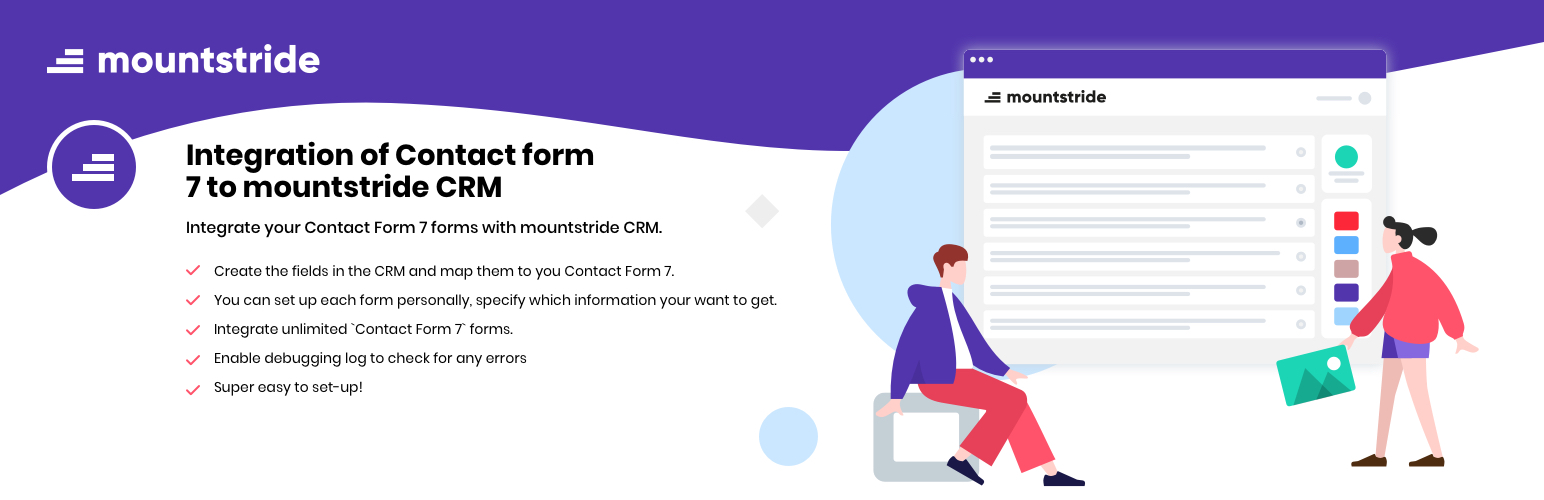 mountstride
Integration of Contact form
7 to mountstride CRM
Integrate your Contact Form 7 forms with mountstride CRM.
Create the fields in the CRM and map them to you Contact Form 7.
You can set up each form personally, specify which information your want to get.
Integrate unlimited `Contact Form 7` forms.
Enable debugging log to check for any errors
Super easy to set-up!
mountstride